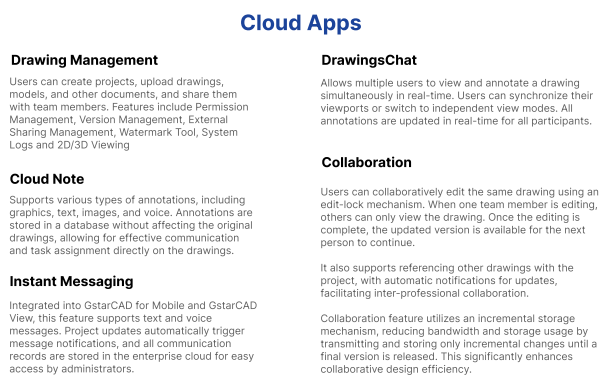 Cloud Apps
Drawing Management
Users can create projects, upload drawings,
models, and other documents, and share them
with team members. Features include Permission
Management, Version Management, External
Sharing Management, Watermark Tool, System
Logs and 2D/3D Viewing
Cloud Note
Supports various types of annotations, including
graphics, text, images, and voice. Annotations are
stored in a database without affecting the original
drawings, allowing for effective communication
and task assignment directly on the drawings.
Instant Messaging
Integrated into GstarCAD for Mobile and GstarCAD
View, this feature supports text and voice
messages. Project updates automatically trigger
message notifications, and all communication
records are stored in the enterprise cloud for easy
access by administrators.
DrawingsChat
Allows multiple users to view and annotate a drawing
simultaneously in real-time. Users can synchronize their
viewports or switch to independent view modes. All
annotations are updated in real-time for all participants.
Collaboration
Users can collaboratively edit the same drawing using an
edit-lock mechanism. When one team member is editing,
others can only view the drawing. Once the editing is
complete, the updated version is available for the next
person to continue.
It also supports referencing other drawings with the
project, with automatic notifications for updates,
facilitating inter-professional collaboration.
Collaboration feature utilizes an incremental storage
mechanism, reducing bandwidth and storage usage by
transmitting and storing only incremental changes until a
final version is released. This significantly enhances
collaborative design efficiency.